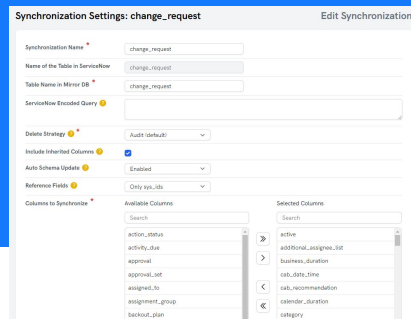 Synchronization Settings: change_request
Edit Synchronization
Synchronization Name *
change_request
Name of the Table in ServiceNow
change_request
Table Name in Mirror DB *
change_request
ServiceNow Encoded Query ?
Delete Strategy ? *
Audit (default)
Include Inherited Columns ?
Auto Schema Update ?
Enabled
Reference Fields ?
Only sys_ids
Columns to Synchronize *
Available Columns
Search
action_status
activity_due
approval
approval_set
assigned_to
assignment_group
backout_plan
Selected Columns
Search
active
additional_assignee_list
business_duration
cab_date_time
cab_recommendation
calendar_duration
category